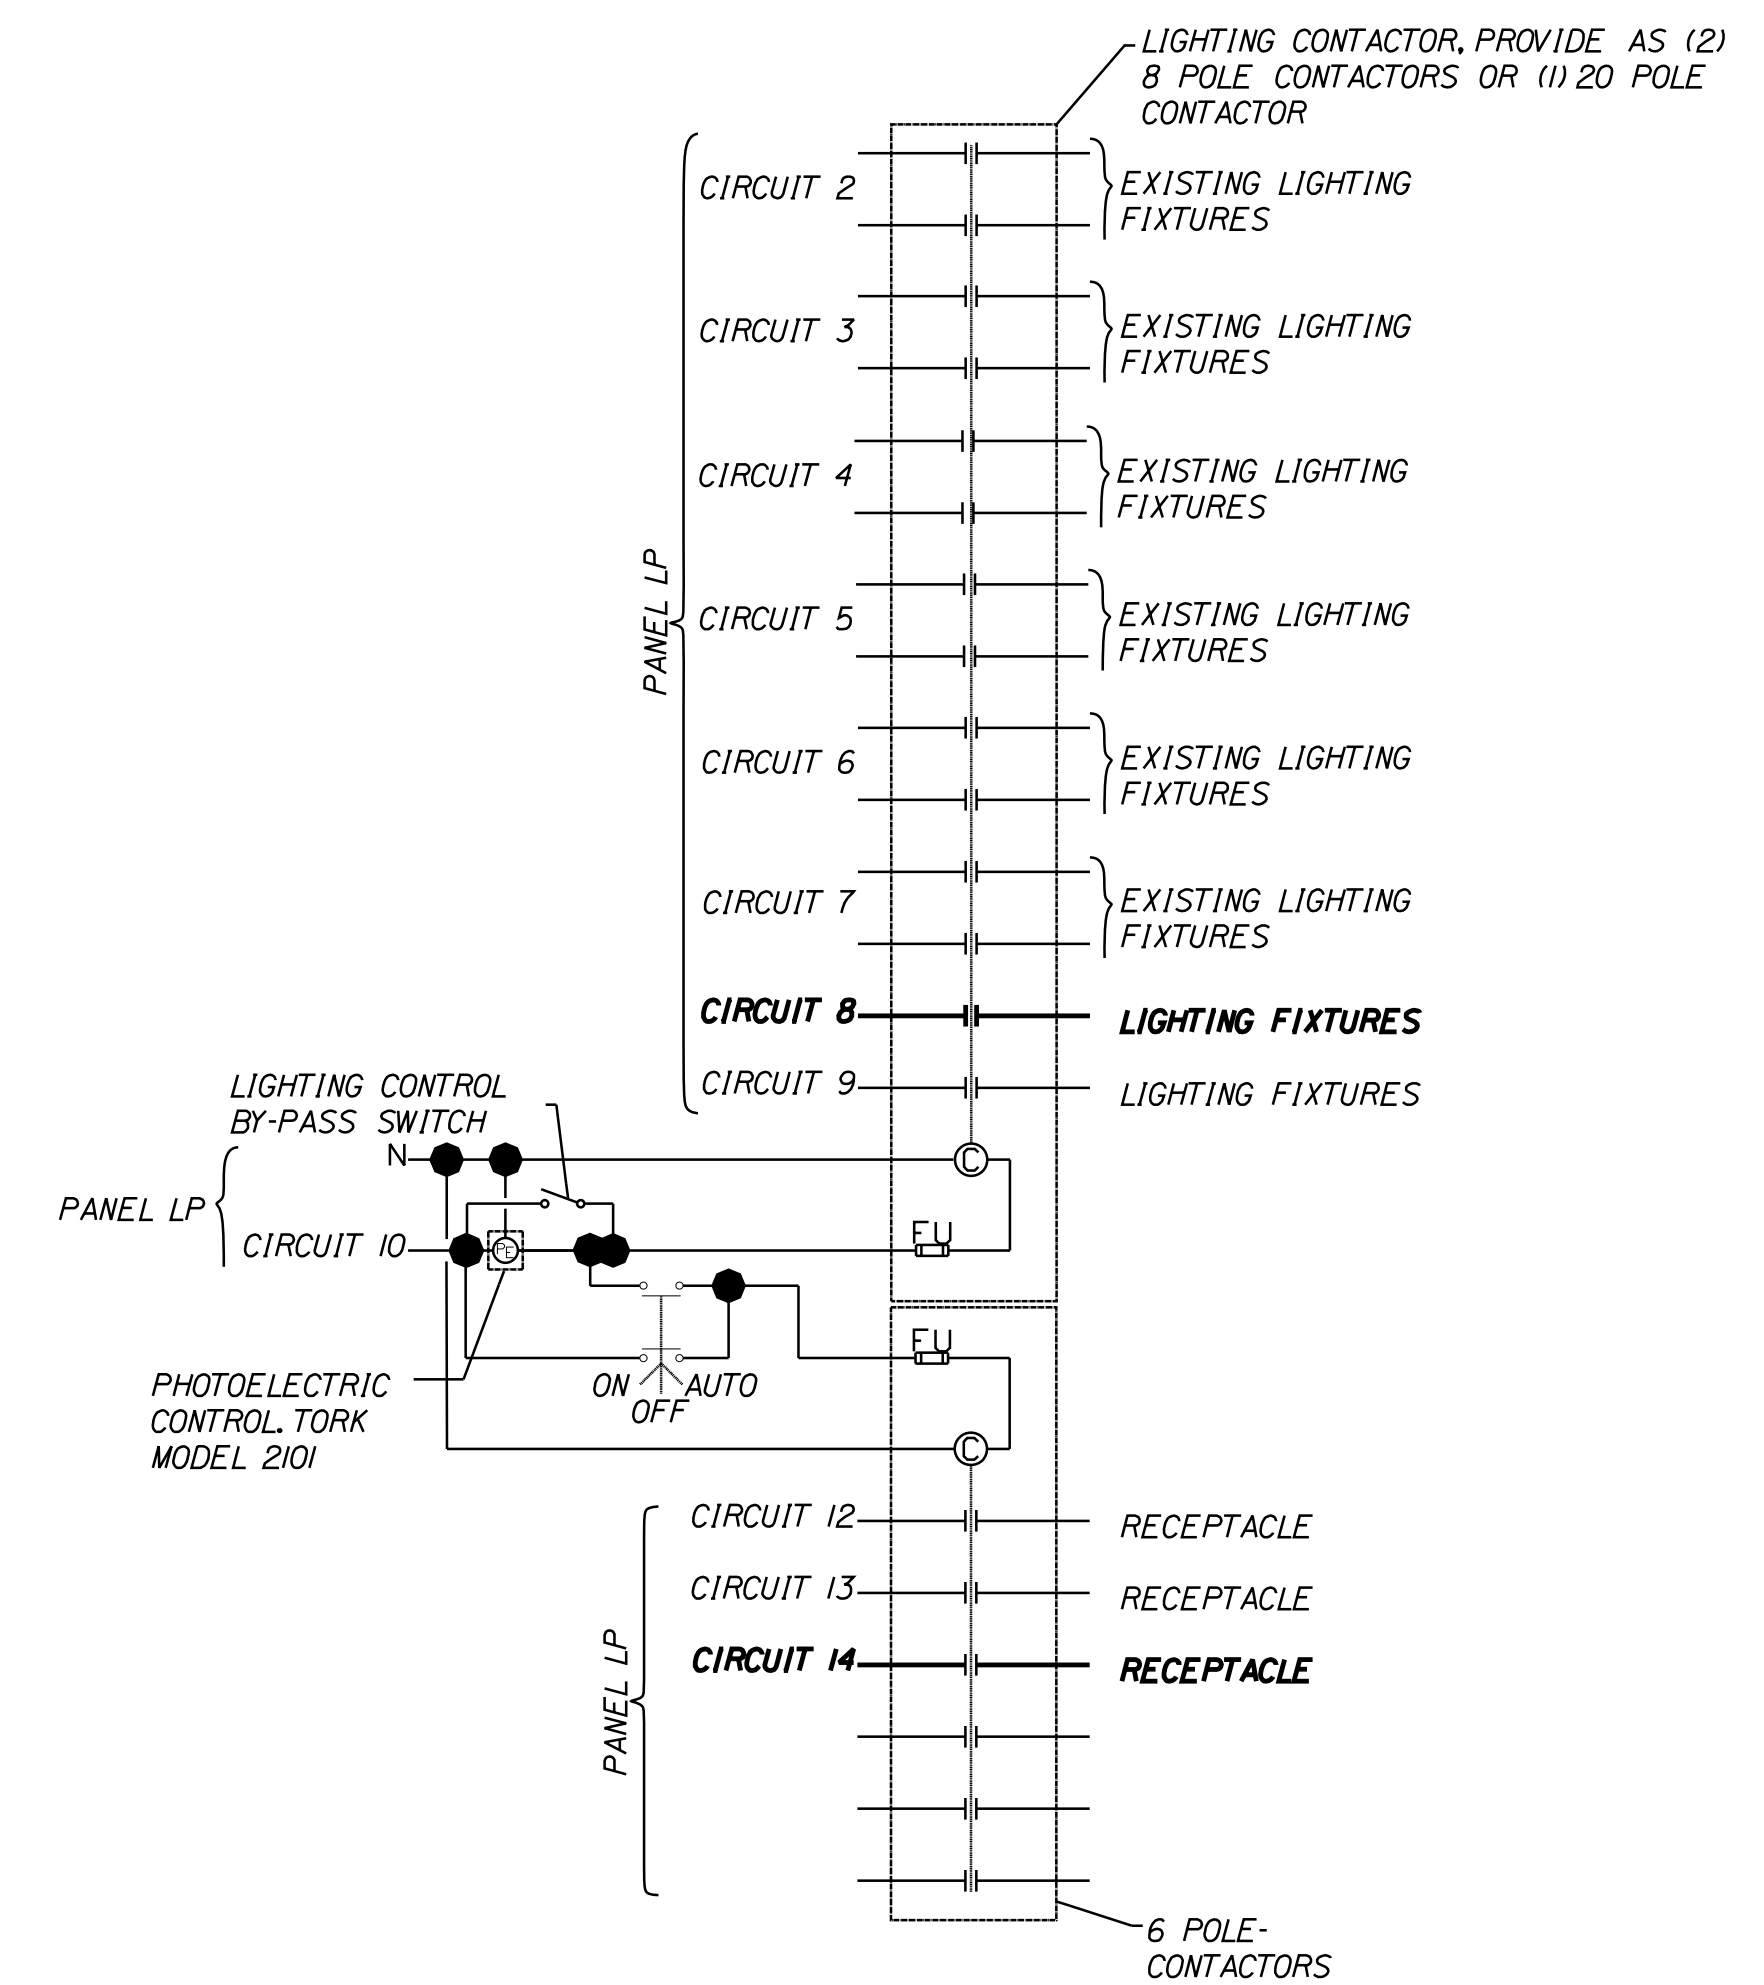 LIGHTING CONTACTOR, PROVIDE AS (2)
8 POLE CONTACTORS OR (1) 20 POLE
CONTACTOR
CIRCUIT 2
EXISTING LIGHTING
FIXTURES
CIRCUIT 3
EXISTING LIGHTING
FIXTURES
CIRCUIT 4
EXISTING LIGHTING
FIXTURES
PANEL LP
CIRCUIT 5
EXISTING LIGHTING
FIXTURES
CIRCUIT 6
EXISTING LIGHTING
FIXTURES
CIRCUIT 7
EXISTING LIGHTING
FIXTURES
CIRCUIT 8
LIGHTING FIXTURES
CIRCUIT 9
LIGHTING FIXTURES
LIGHTING CONTROL
BY-PASS SWITCH
N
C
PANEL LP
CIRCUIT 10
PE
FU
FU
ON
AUTO
OFF
PHOTOELECTRIC
CONTROL. TORK
MODEL 2101
C
CIRCUIT 12
RECEPTACLE
CIRCUIT 13
RECEPTACLE
CIRCUIT 14
RECEPTACLE
PANEL LP
6 POLE-
CONTACTORS